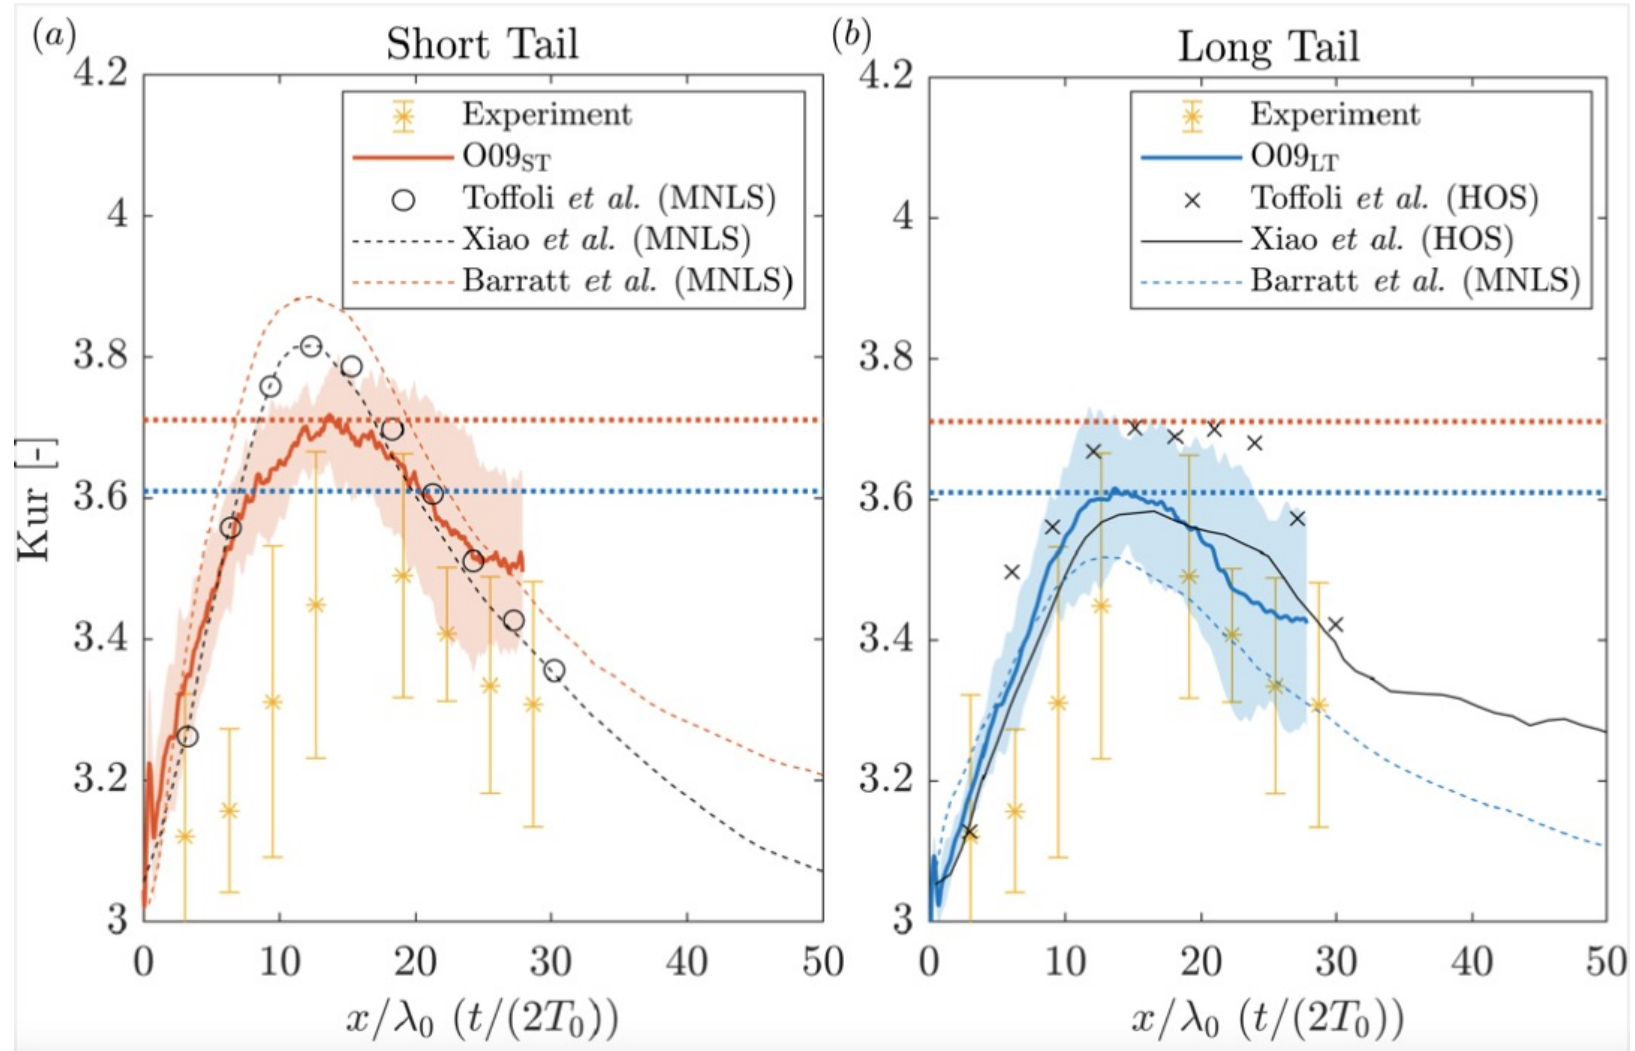 (a) Short Tail
4.2
4
3.8
3.6
3.4
3.2
3
Kur [-]
Experiment
O09ST
Toffoli et al. (MNLS)
Xiao et al. (MNLS)
Barratt et al. (MNLS)
0 10 20 30 40 50
x/λ0 (t/(2T0))
(b) Long Tail
4.2
4
3.8
3.6
3.4
3.2
3
Experiment
O09LT
Toffoli et al. (HOS)
Xiao et al. (HOS)
Barratt et al. (MNLS)
0 10 20 30 40 50
x/λ0 (t/(2T0))